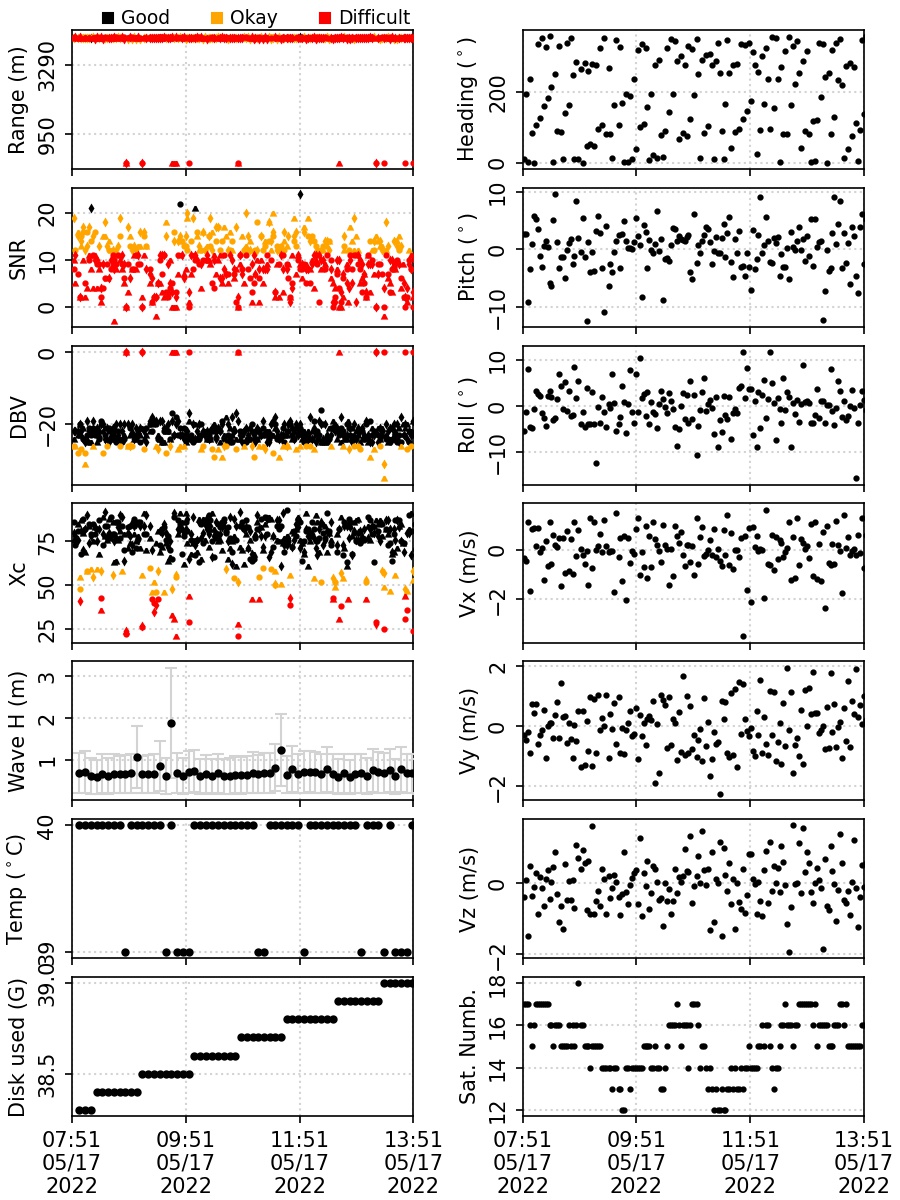 Good Okay Difficult
Range (m)
3290
950
Heading (°)
200
0
SNR
20
10
0
Pitch (°)
10
0
−10
DBV
0
−20
Roll (°)
10
0
−10
Xc
75
50
25
Vx (m/s)
0
−2
Wave H (m)
3
2
1
Vy (m/s)
2
0
−2
Temp (°C)
40
39
Vz (m/s)
0
−2
Disk used (G)
39.0
38.5
Sat. Numb.
18
16
14
12
07:51 09:51 11:51 13:51
05/17 05/17 05/17 05/17
2022 2022 2022 2022
07:51 09:51 11:51 13:51
05/17 05/17 05/17 05/17
2022 2022 2022 2022